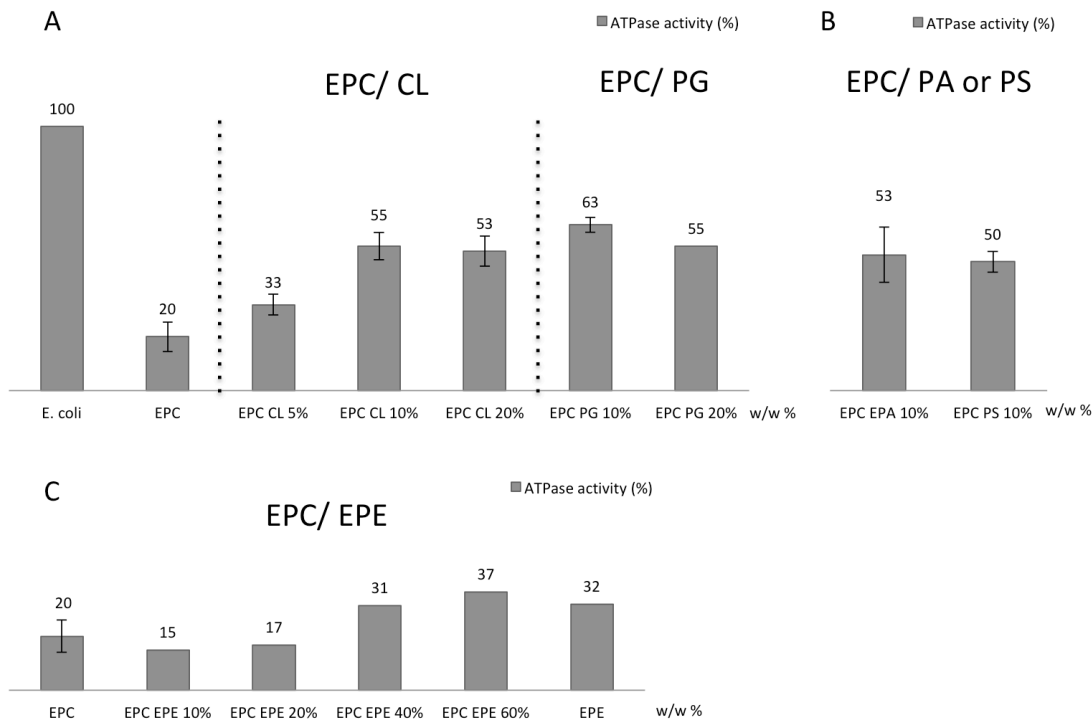 A
ATPase activity (%)
B
ATPase activity (%)
EPC/ CL
EPC/ PG
EPC/ PA or PS
100
20
33
55
53
63
55
53
50
E. coli
EPC
EPC CL 5%
EPC CL 10%
EPC CL 20%
EPC PG 10%
EPC PG 20%
w/w %
EPC EPA 10%
EPC PS 10%
w/w %
C
ATPase activity (%)
EPC/ EPE
20
15
17
31
37
32
EPC
EPC EPE 10%
EPC EPE 20%
EPC EPE 40%
EPC EPE 60%
EPE
w/w %